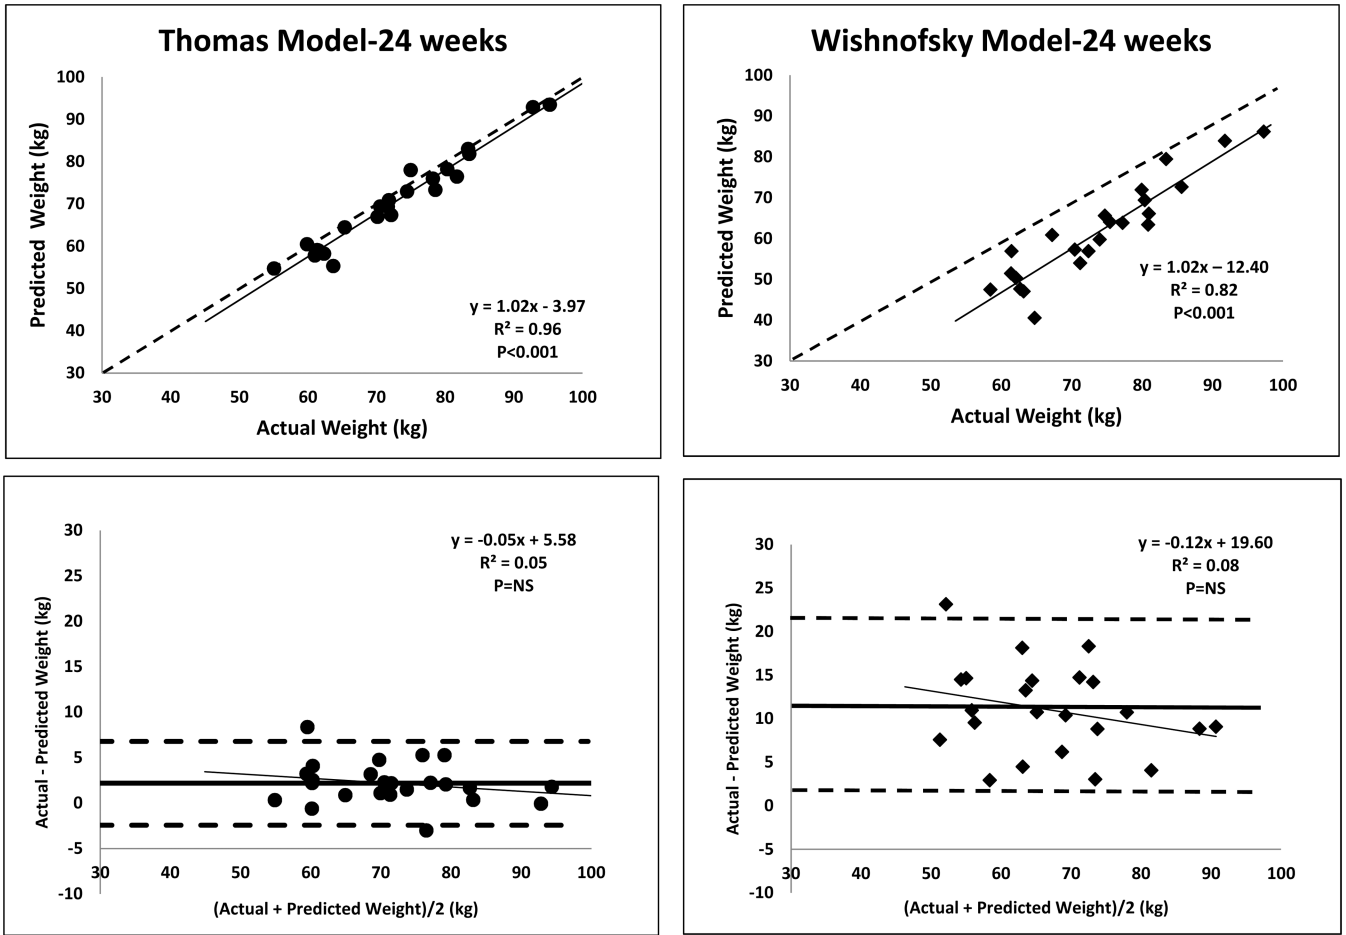 Thomas Model-24 weeks
Predicted Weight (kg)
100
90
80
70
60
50
40
30
y = 1.02x - 3.97
R² = 0.96
P<0.001
30 40 50 60 70 80 90 100
Actual Weight (kg)
Wishnofsky Model-24 weeks
Predicted Weight (kg)
100
90
80
70
60
50
40
30
y = 1.02x – 12.40
R² = 0.82
P<0.001
30 40 50 60 70 80 90 100
Actual Weight (kg)
Actual - Predicted Weight (kg)
30
25
20
15
10
5
0
-5
-10
y = -0.05x + 5.58
R² = 0.05
P=NS
30 40 50 60 70 80 90 100
(Actual + Predicted Weight)/2 (kg)
Actual - Predicted Weight (kg)
30
25
20
15
10
5
0
-5
-10
y = -0.12x + 19.60
R² = 0.08
P=NS
30 40 50 60 70 80 90 100
(Actual + Predicted Weight)/2 (kg)